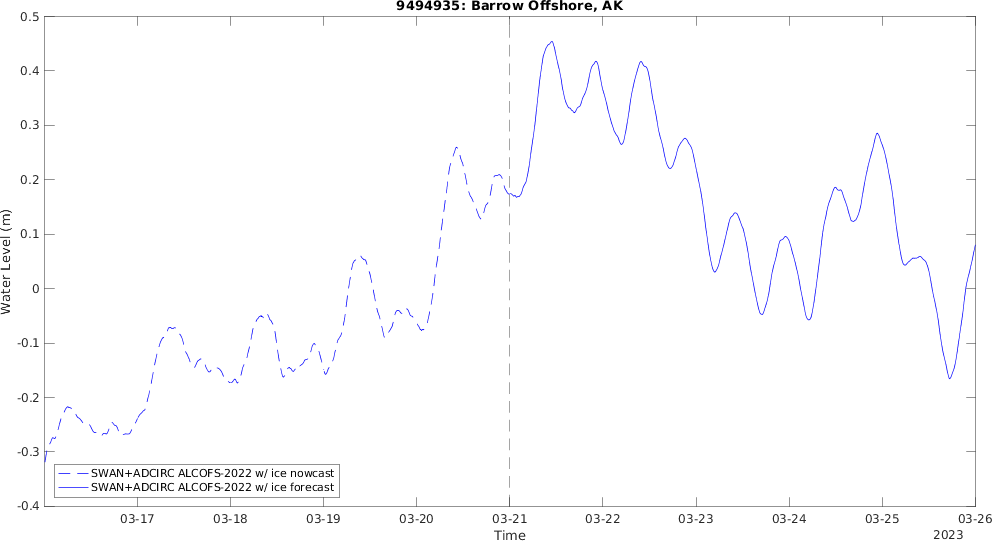 9494935: Barrow Offshore, AK
Water Level (m)
0.5
0.4
0.3
0.2
0.1
0
-0.1
-0.2
-0.3
-0.4
SWAN+ADCIRC ALCOFS-2022 w/ ice nowcast
SWAN+ADCIRC ALCOFS-2022 w/ ice forecast
03-17 03-18 03-19 03-20 03-21 03-22 03-23 03-24 03-25 03-26
Time
2023